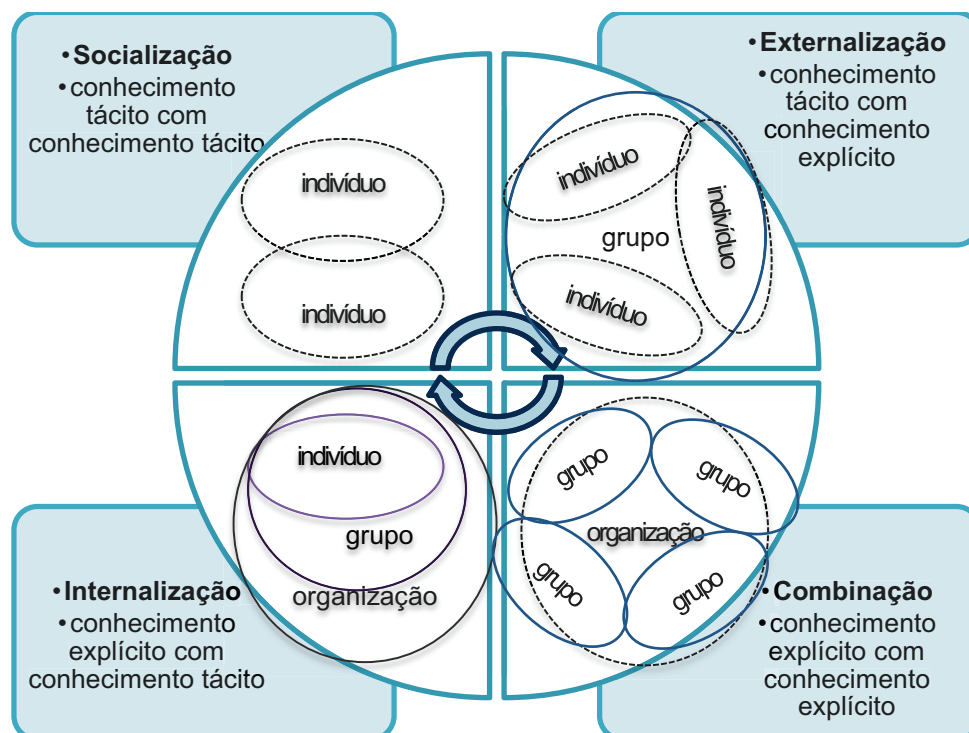 • Socialização
• conhecimento
tácito com
conhecimento tácito
indivíduo
indivíduo
• Externalização
• conhecimento
tácito com
conhecimento
explícito
indivíduo
indivíduo
grupo
indivíduo
indivíduo
grupo
organização
• Internalização
• conhecimento
explícito com
conhecimento tácito
grupo
grupo
organização
grupo
grupo
• Combinação
• conhecimento
explícito com
conhecimento
explícito